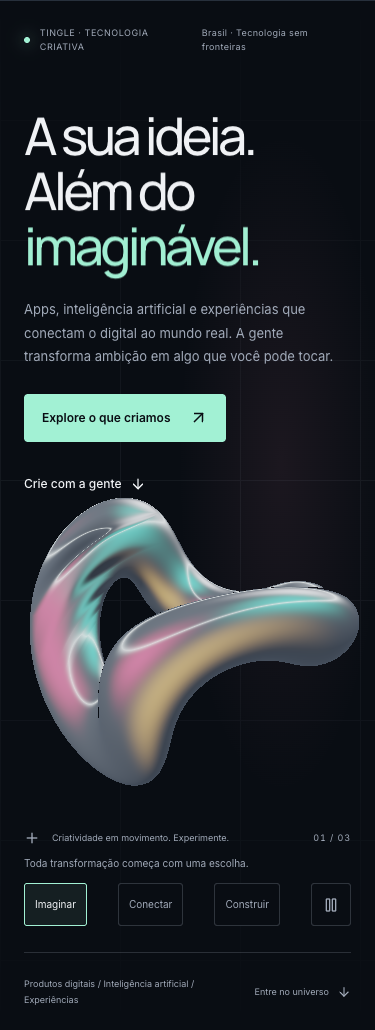 TINGLE · TECNOLOGIA
CRIATIVA
Brasil · Tecnologia sem
fronteiras
A sua ideia.
Além do
imaginável.
Apps, inteligência artificial e experiências que
conectam o digital ao mundo real. A gente
transforma ambição em algo que você pode tocar.
Explore o que criamos
Crie com a gente
Criatividade em movimento. Experimente.
01 / 03
Toda transformação começa com uma escolha.
Imaginar
Conectar
Construir
Produtos digitais / Inteligência artificial /
Experiências
Entre no universo